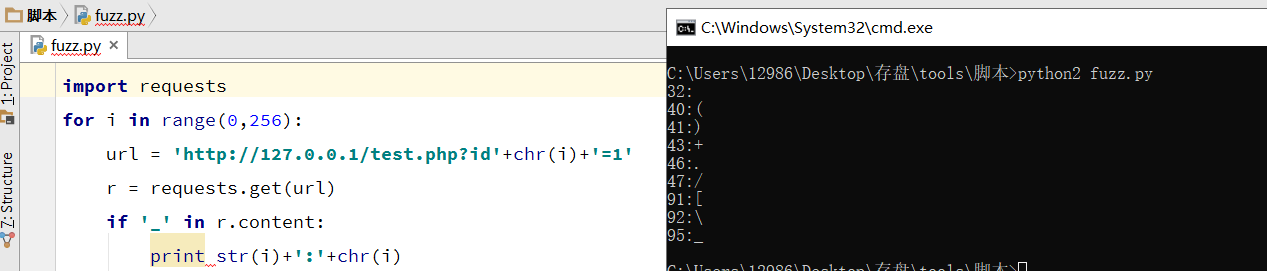 脚本 fuzz.py
fuzz.py
1: Project
7: Structure
import requests
for i in range(0,256):
    url = 'http://127.0.0.1/test.php?id'+chr(i)+'=1'
    r = requests.get(url)
    if '_' in r.content:
        print str(i)+':'+chr(i)
C:\Windows\System32\cmd.exe
C:\Users\12986\Desktop\存盘\tools\脚本>python2 fuzz.py
32:
40:(
41:)
43:+
46:.
47:/
91:[
92:\
95:_
C:\Users\12986\Desktop\存盘\tools\脚本>